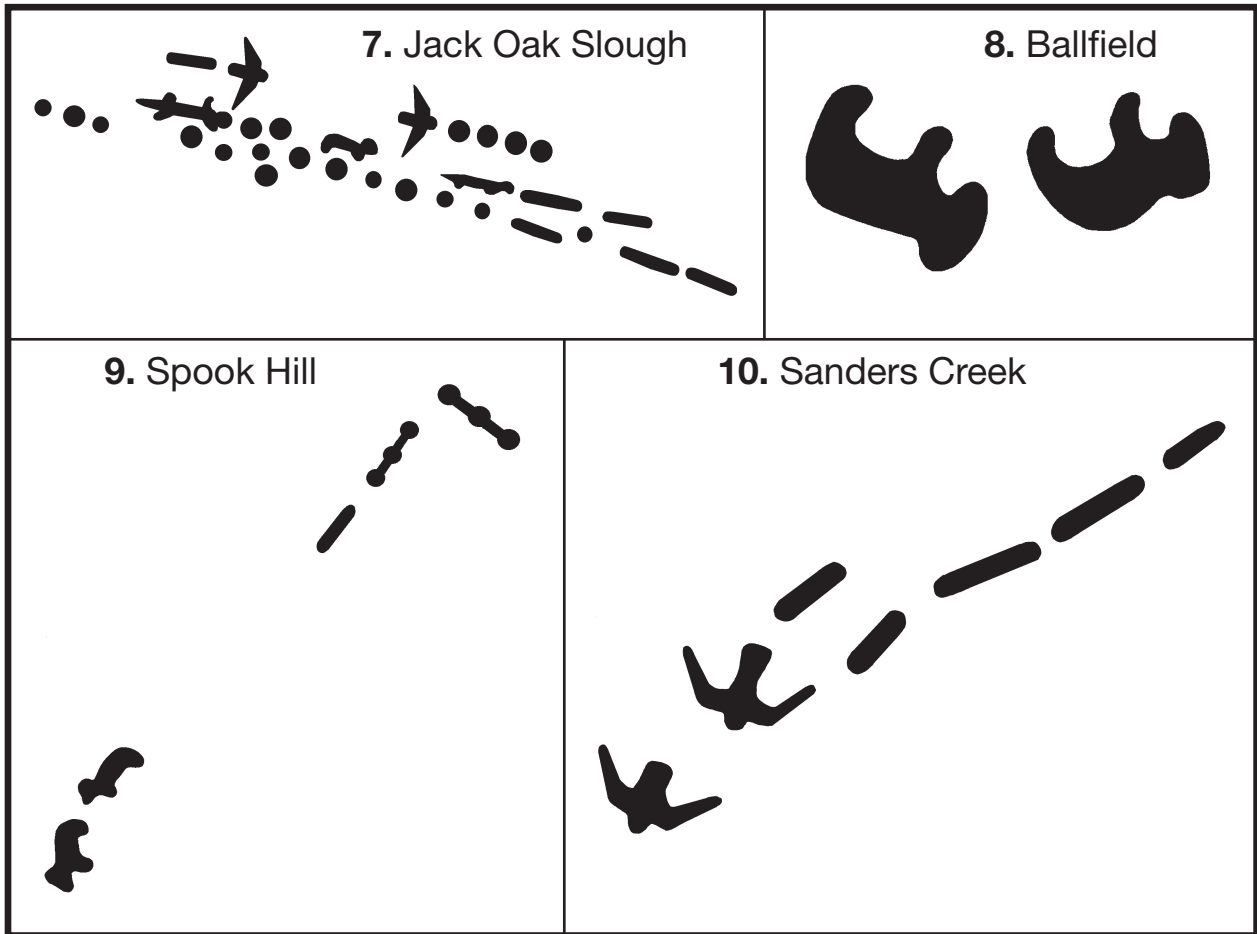 7. Jack Oak Slough
8. Ballfield
9. Spook Hill
10. Sanders Creek